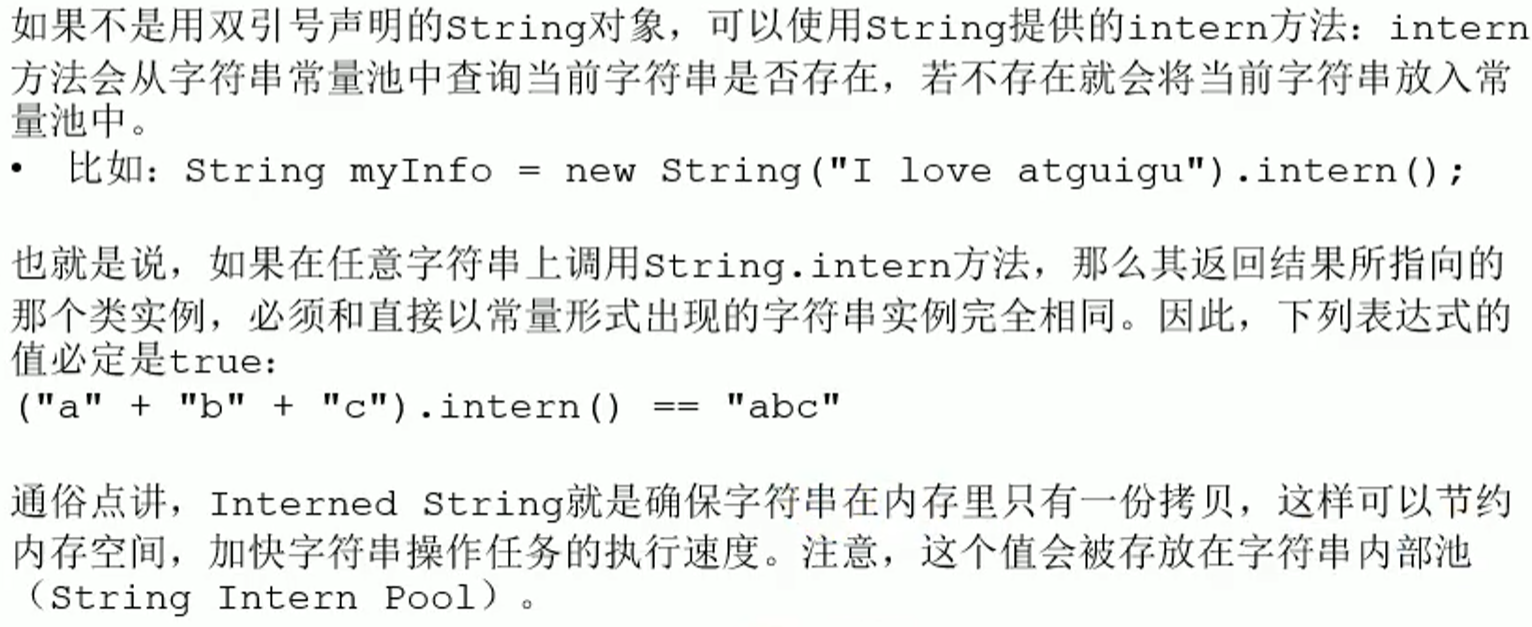 如果不是用双引号声明的String对象，可以使用String提供的intern方法：intern
方法会从字符串常量池中查询当前字符串是否存在，若不存在就会将当前字符串放入常
量池中。
• 比如：String myInfo = new String("I love atguigu").intern();
也就是说，如果在任意字符串上调用String.intern方法，那么其返回结果所指向的
那个类实例，必须和直接以常量形式出现的字符串实例完全相同。因此，下列表达式的
值必定是true：
("a" + "b" + "c").intern() == "abc"
通俗点讲，Interned String就是确保字符串在内存里只有一份拷贝，这样可以节约
内存空间，加快字符串操作任务的执行速度。注意，这个值会被存放在字符串内部池
（String Intern Pool）。